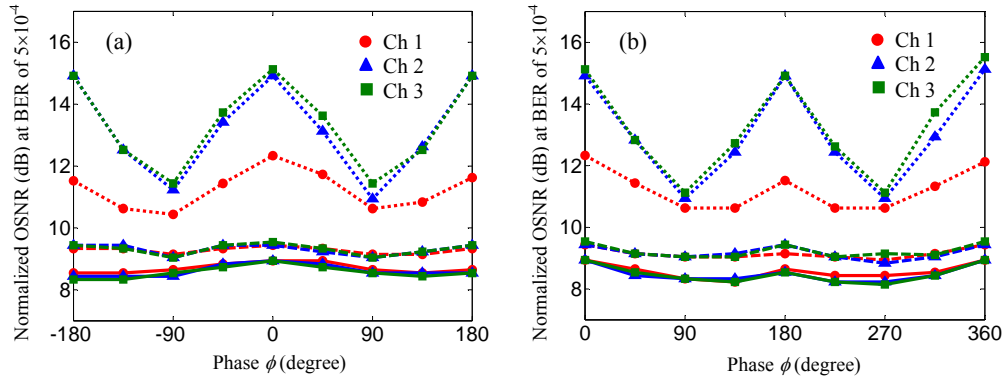 Normalized OSNR (dB) at BER of 5×10⁻⁴
16
14
12
10
8
(a)
Ch 1
Ch 2
Ch 3
-180
-90
0
90
180
Phase ϕ (degree)
Normalized OSNR (dB) at BER of 5×10⁻⁴
16
14
12
10
8
(b)
Ch 1
Ch 2
Ch 3
0
90
180
270
360
Phase ϕ (degree)